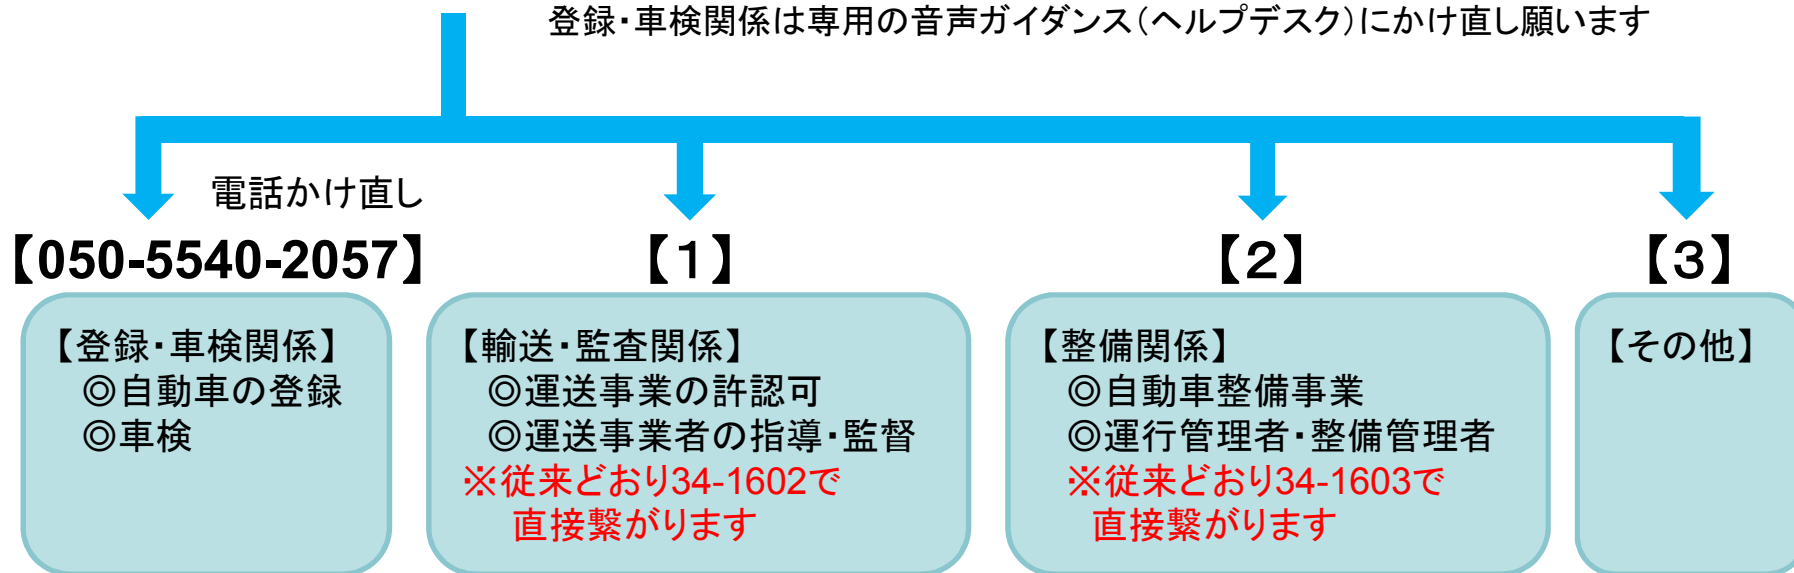 登録・車検関係は専用の音声ガイダンス（ヘルプデスク）にかけ直し願います
電話かけ直し
【050-5540-2057】
【登録・車検関係】
◎自動車の登録
◎車検
【１】
【輸送・監査関係】
◎運送事業の許認可
◎運送事業者の指導・監督
※従来どおり34-1602で
直接繋がります
【２】
【整備関係】
◎自動車整備事業
◎運行管理者・整備管理者
※従来どおり34-1603で
直接繋がります
【３】
【その他】